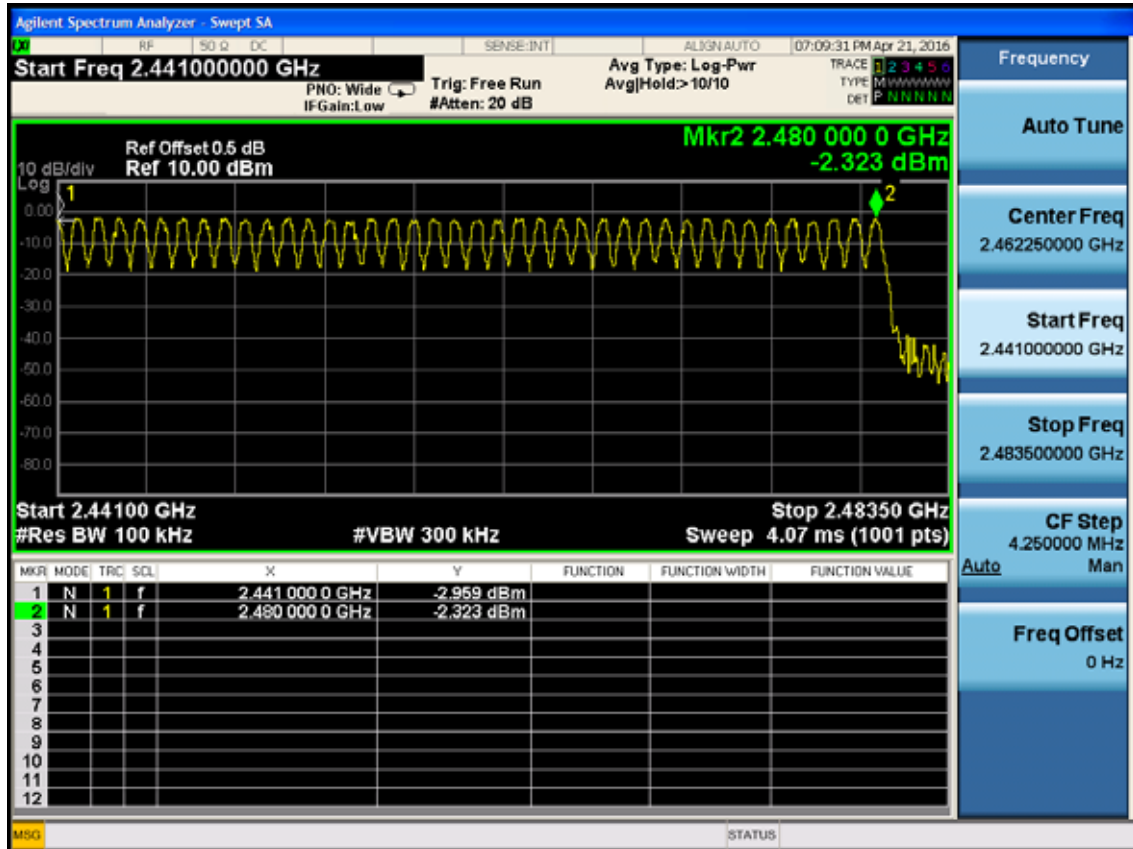 Agilent Spectrum Analyzer - Swept SA
RF 50 Ω DC SENSE:INT ALIGNAUTO 07:09:31 PM Apr 21, 2016
Start Freq 2.441000000 GHz
PNO: Wide
IFGain:Low
Trig: Free Run
#Atten: 20 dB
Avg Type: Log-Pwr
Avg|Hold:>10/10
TRACE 1 2 3 4 5 6
TYPE M
DET P N N N N N
Mkr2 2.480 000 0 GHz
-2.323 dBm
Ref Offset 0.5 dB
10 dB/div Ref 10.00 dBm
Log
1
2
0.00
-10.0
-20.0
-30.0
-40.0
-50.0
-60.0
-70.0
-80.0
Start 2.44100 GHz Stop 2.48350 GHz
#Res BW 100 kHz #VBW 300 kHz Sweep 4.07 ms (1001 pts)
MKR MODE TRC SCL X Y FUNCTION FUNCTION WIDTH FUNCTION VALUE
1 N 1 f 2.441 000 0 GHz -2.959 dBm
2 N 1 f 2.480 000 0 GHz -2.323 dBm
3
4
5
6
7
8
9
10
11
12
MSG STATUS
Frequency
Auto Tune
Center Freq
2.462250000 GHz
Start Freq
2.441000000 GHz
Stop Freq
2.483500000 GHz
CF Step
4.250000 MHz
Auto Man
Freq Offset
0 Hz